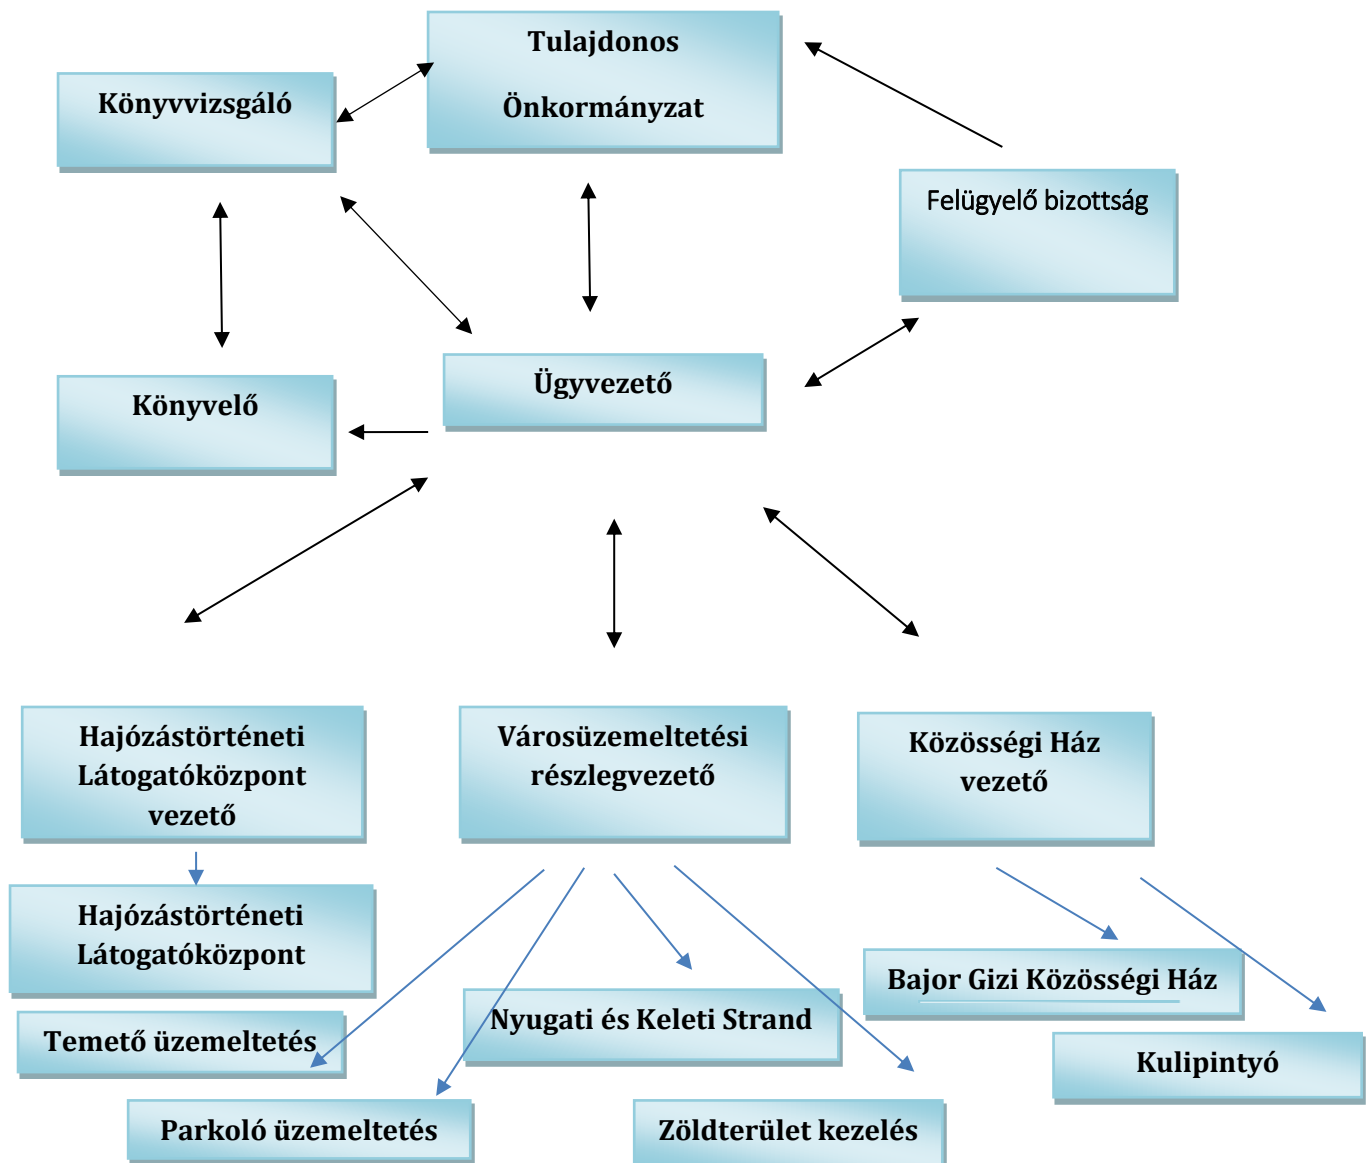 Tulajdonos
Önkormányzat
Könyvvizsgáló
Felügyelő bizottság
Ügyvezető
Könyvelő
Hajózástörténeti
Látogatóközpont
vezető
Városüzemeltetési
részlegvezető
Közösségi Ház
vezető
Hajózástörténeti
Látogatóközpont
Bajor Gizi Közösségi Ház
Nyugati és Keleti Strand
Temető üzemeltetés
Kulipintyó
Parkoló üzemeltetés
Zöldterület kezelés